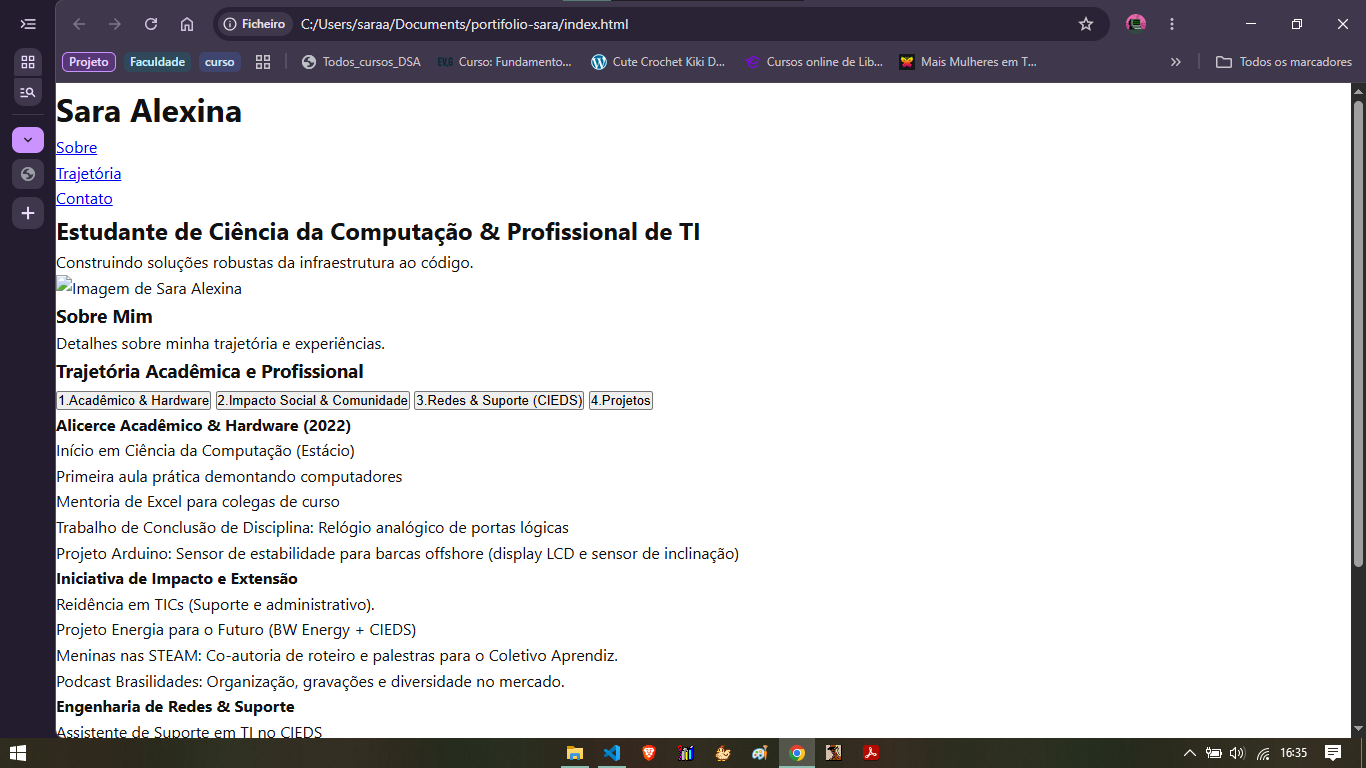 Ficheiro C:/Users/saraa/Documents/portifolio-sara/index.html
Projeto Faculdade curso Todos_cursos_DSA EV.G Curso: Fundamento... Cute Crochet Kiki D... Cursos online de Lib... Mais Mulheres em T... » Todos os marcadores
Sara Alexina
Sobre
Trajetória
Contato
Estudante de Ciência da Computação & Profissional de TI
Construindo soluções robustas da infraestrutura ao código.
Imagem de Sara Alexina
Sobre Mim
Detalhes sobre minha trajetória e experiências.
Trajetória Acadêmica e Profissional
1.Acadêmico & Hardware 2.Impacto Social & Comunidade 3.Redes & Suporte (CIEDS) 4.Projetos
Alicerce Acadêmico & Hardware (2022)
Início em Ciência da Computação (Estácio)
Primeira aula prática demontando computadores
Mentoria de Excel para colegas de curso
Trabalho de Conclusão de Disciplina: Relógio analógico de portas lógicas
Projeto Arduino: Sensor de estabilidade para barcas offshore (display LCD e sensor de inclinação)
Iniciativa de Impacto e Extensão
Reidência em TICs (Suporte e administrativo).
Projeto Energia para o Futuro (BW Energy + CIEDS)
Meninas nas STEAM: Co-autoria de roteiro e palestras para o Coletivo Aprendiz.
Podcast Brasilidades: Organização, gravações e diversidade no mercado.
Engenharia de Redes & Suporte
Assistente de Suporte em TI no CIEDS
16:35